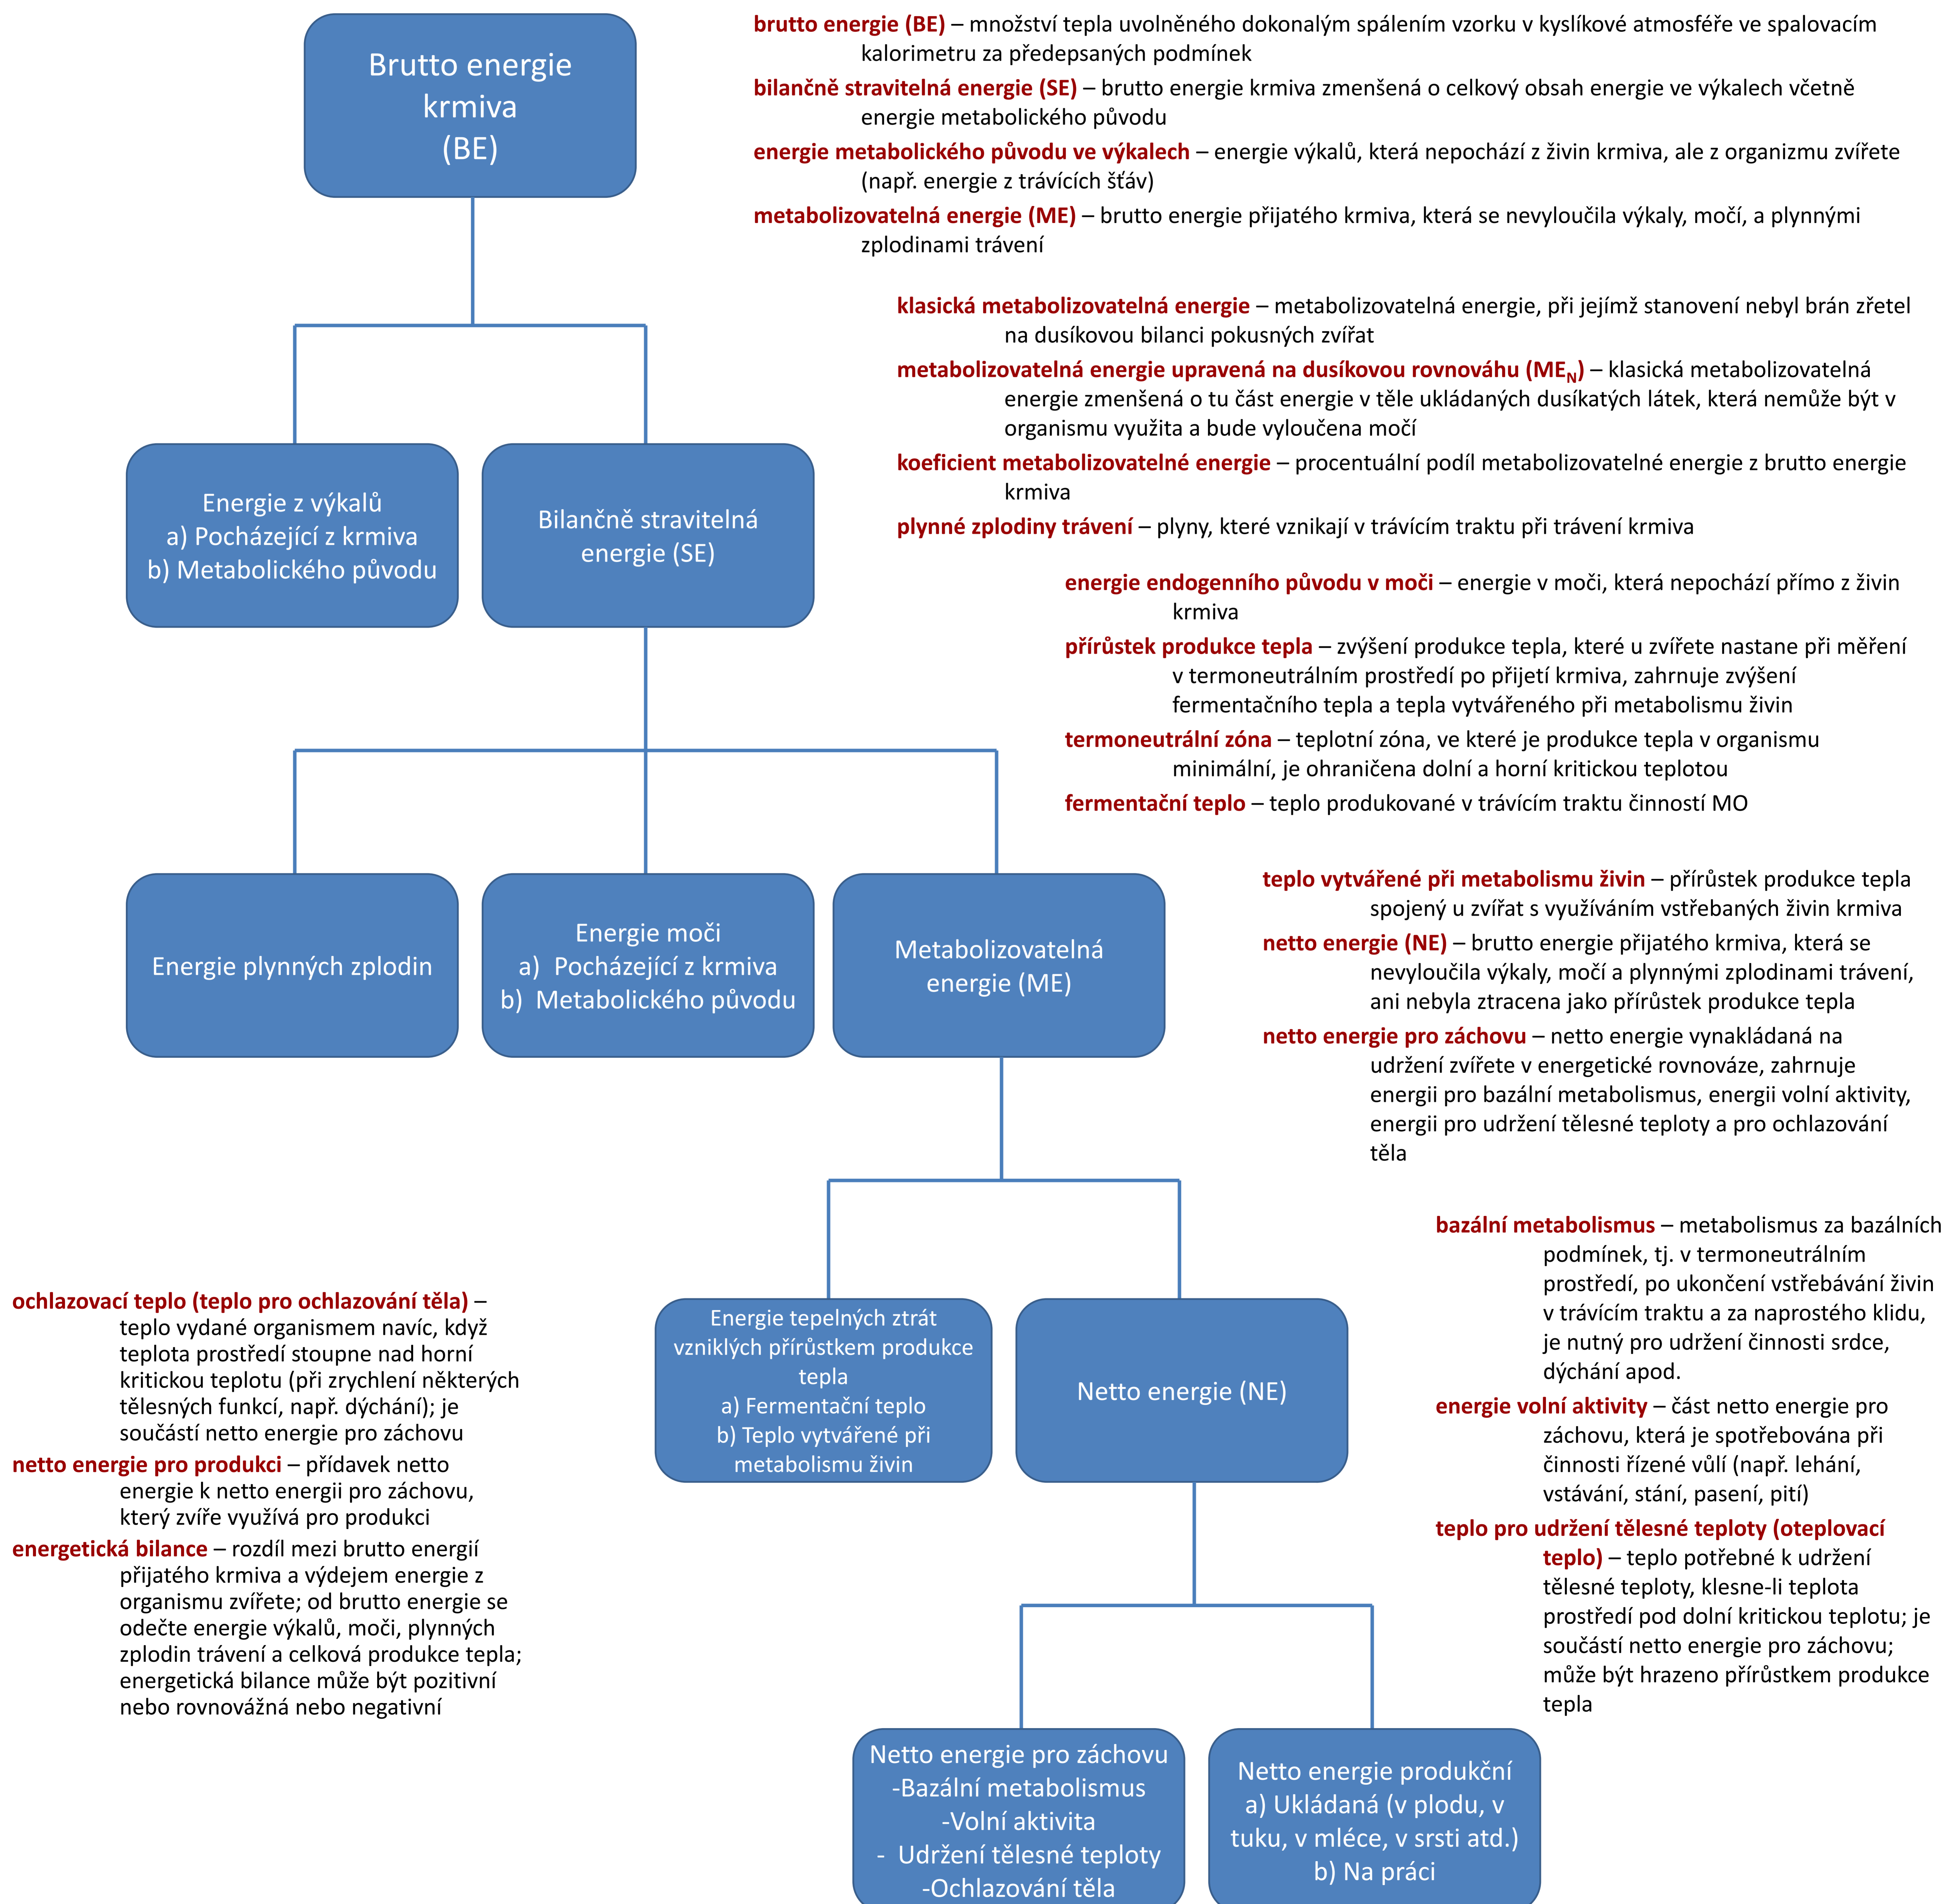 Brutto energie
krmiva
(BE)
brutto energie (BE) – množství tepla uvolněného dokonalým spálením vzorku v kyslíkové atmosféře ve spalovacím
kalorimetru za předepsaných podmínek
bilančně stravitelná energie (SE) – brutto energie krmiva zmenšená o celkový obsah energie ve výkalech včetně
energie metabolického původu
energie metabolického původu ve výkalech – energie výkalů, která nepochází z živin krmiva, ale z organizmu zvířete
(např. energie z trávících šťáv)
metabolizovatelná energie (ME) – brutto energie přijatého krmiva, která se nevyloučila výkaly, močí, a plynnými
zplodinami trávení
klasická metabolizovatelná energie – metabolizovatelná energie, při jejímž stanovení nebyl brán zřetel
na dusíkovou bilanci pokusných zvířat
metabolizovatelná energie upravená na dusíkovou rovnováhu (MEN) – klasická metabolizovatelná
energie zmenšená o tu část energie v těle ukládaných dusíkatých látek, která nemůže být v
organismu využita a bude vyloučena močí
koeficient metabolizovatelné energie – procentuální podíl metabolizovatelné energie z brutto energie
krmiva
plynné zplodiny trávení – plyny, které vznikají v trávícím traktu při trávení krmiva
Energie z výkalů
a) Pocházející z krmiva
b) Metabolického původu
Bilančně stravitelná
energie (SE)
energie endogenního původu v moči – energie v moči, která nepochází přímo z živin
krmiva
přírůstek produkce tepla – zvýšení produkce tepla, které u zvířete nastane při měření
v termoneutrálním prostředí po přijetí krmiva, zahrnuje zvýšení
fermentačního tepla a tepla vytvářeného při metabolismu živin
termoneutrální zóna – teplotní zóna, ve které je produkce tepla v organismu
minimální, je ohraničena dolní a horní kritickou teplotou
fermentační teplo – teplo produkované v trávícím traktu činností MO
Energie plynných zplodin
Energie moči
a) Pocházející z krmiva
b) Metabolického původu
Metabolizovatelná
energie (ME)
teplo vytvářené při metabolismu živin – přírůstek produkce tepla
spojený u zvířat s využíváním vstřebaných živin krmiva
netto energie (NE) – brutto energie přijatého krmiva, která se
nevyloučila výkaly, močí a plynnými zplodinami trávení,
ani nebyla ztracena jako přírůstek produkce tepla
netto energie pro záchovu – netto energie vynakládaná na
udržení zvířete v energetické rovnováze, zahrnuje
energii pro bazální metabolismus, energii volní aktivity,
energii pro udržení tělesné teploty a pro ochlazování
těla
ochlazovací teplo (teplo pro ochlazování těla) –
teplo vydané organismem navíc, když
teplota prostředí stoupne nad horní
kritickou teplotu (při zrychlení některých
tělesných funkcí, např. dýchání); je
součástí netto energie pro záchovu
netto energie pro produkci – přídavek netto
energie k netto energii pro záchovu,
který zvíře využívá pro produkci
energetická bilance – rozdíl mezi brutto energií
přijatého krmiva a výdejem energie z
organismu zvířete; od brutto energie se
odečte energie výkalů, moči, plynných
zplodin trávení a celková produkce tepla;
energetická bilance může být pozitivní
nebo rovnovážná nebo negativní
Energie tepelných ztrát
vzniklých přírůstkem produkce
tepla
a) Fermentační teplo
b) Teplo vytvářené při
metabolismu živin
Netto energie (NE)
bazální metabolismus – metabolismus za bazálních
podmínek, tj. v termoneutrálním
prostředí, po ukončení vstřebávání živin
v trávícím traktu a za naprostého klidu,
je nutný pro udržení činnosti srdce,
dýchání apod.
energie volní aktivity – část netto energie pro
záchovu, která je spotřebována při
činnosti řízené vůlí (např. lehání,
vstávání, stání, pasení, pití)
teplo pro udržení tělesné teploty (oteplovací
teplo) – teplo potřebné k udržení
tělesné teploty, klesne-li teplota
prostředí pod dolní kritickou teplotu; je
součástí netto energie pro záchovu;
může být hrazeno přírůstkem produkce
tepla
Netto energie pro záchovu
-Bazální metabolismus
-Volní aktivita
- Udržení tělesné teploty
-Ochlazování těla
Netto energie produkční
a) Ukládaná (v plodu, v
tuku, v mléce, v srsti atd.)
b) Na práci